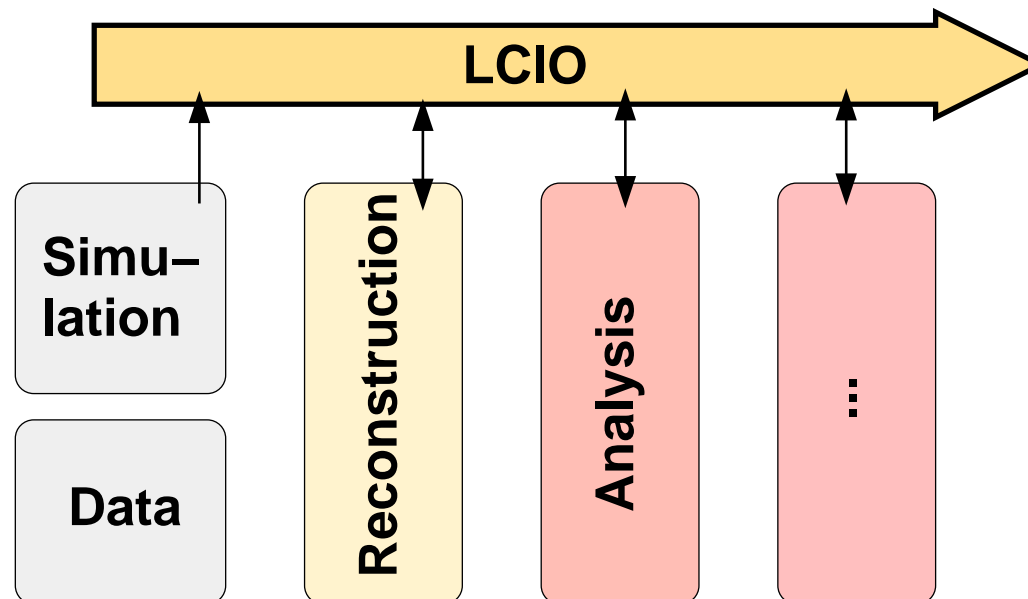 LCIO
Simu–
lation
Data
Reconstruction
Analysis
...